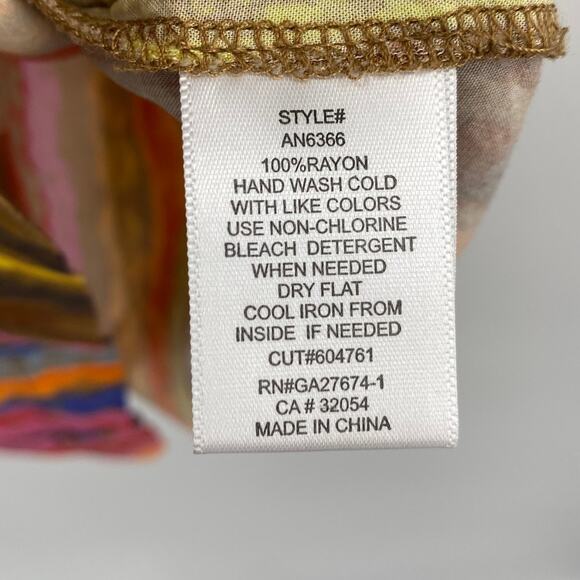 STYLE#
AN6366
100%RAYON
HAND WASH COLD
WITH LIKE COLORS
USE NON-CHLORINE
BLEACH DETERGENT
WHEN NEEDED
DRY FLAT
COOL IRON FROM
INSIDE IF NEEDED
CUT#604761
RN#GA27674-1
CA # 32054
MADE IN CHINA